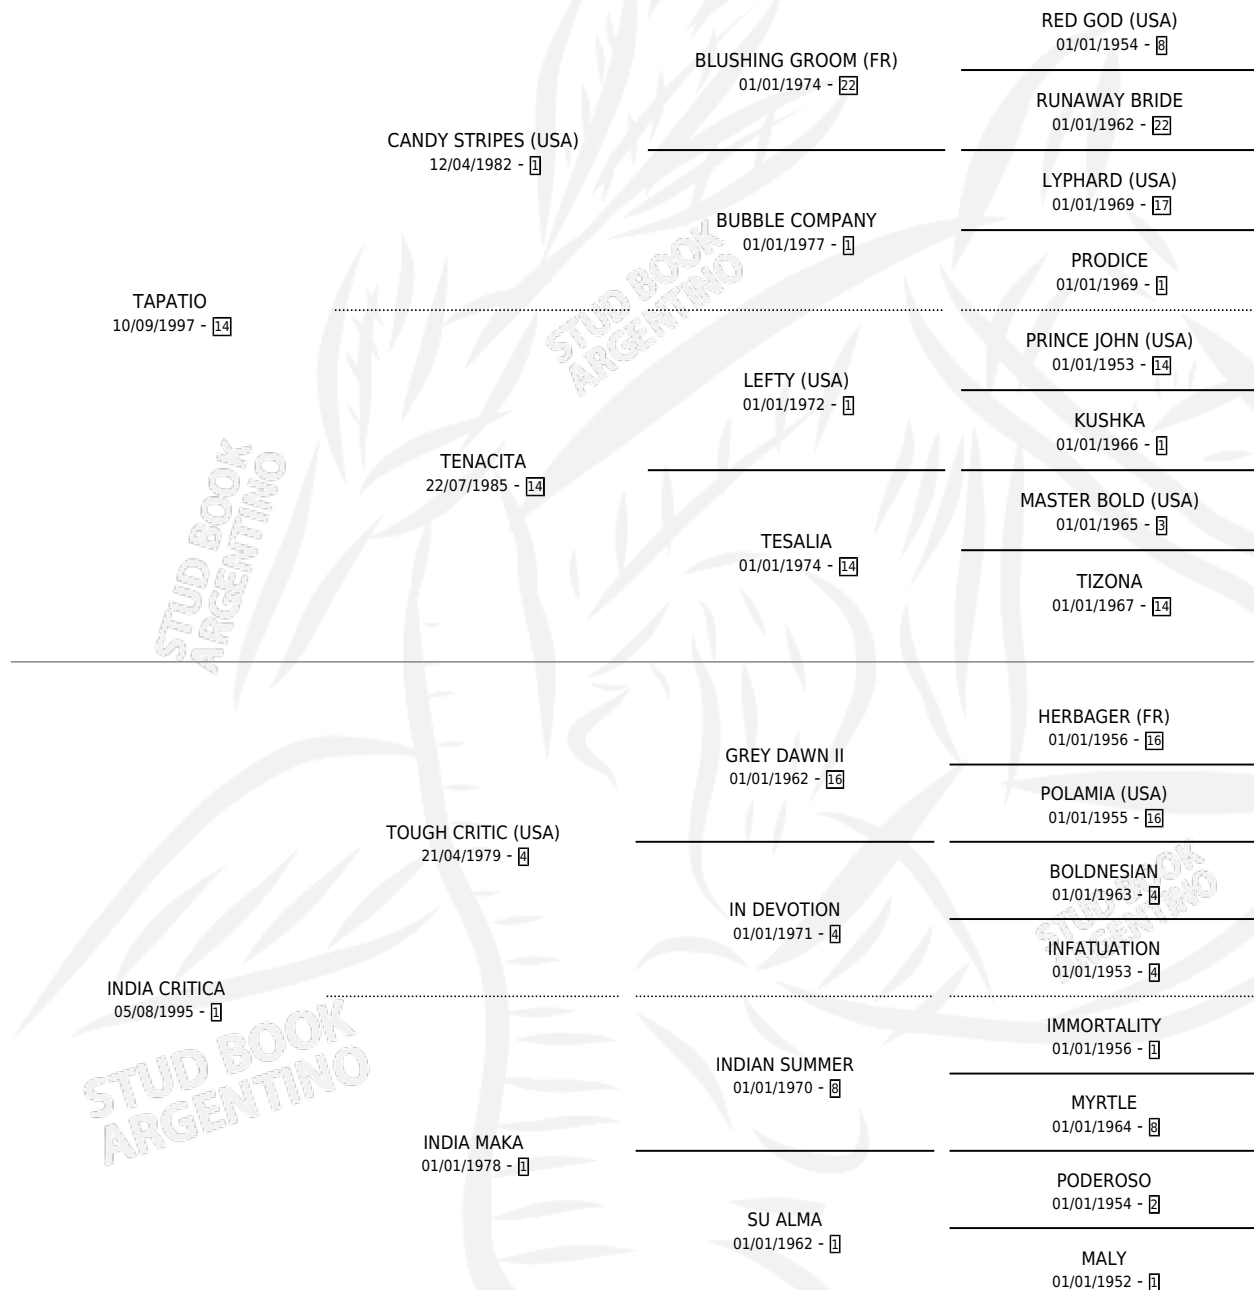 RED GOD (USA)
01/01/1954 - 8
BLUSHING GROOM (FR)
01/01/1974 - 22
RUNAWAY BRIDE
01/01/1962 - 22
CANDY STRIPES (USA)
12/04/1982 - 1
LYPHARD (USA)
01/01/1969 - 17
BUBBLE COMPANY
01/01/1977 - 1
PRODICE
01/01/1969 - 1
TAPATIO
10/09/1997 - 14
PRINCE JOHN (USA)
01/01/1953 - 14
LEFTY (USA)
01/01/1972 - 1
KUSHKA
01/01/1966 - 1
TENACITA
22/07/1985 - 14
MASTER BOLD (USA)
01/01/1965 - 3
TESALIA
01/01/1974 - 14
TIZONA
01/01/1967 - 14
STUD BOOK
ARGENTINO
STUD BOOK
ARGENTINO
HERBAGER (FR)
01/01/1956 - 16
GREY DAWN II
01/01/1962 - 16
POLAMIA (USA)
01/01/1955 - 16
TOUGH CRITIC (USA)
21/04/1979 - 4
BOLDNESIAN
01/01/1963 - 4
IN DEVOTION
01/01/1971 - 4
INFATUATION
01/01/1953 - 4
INDIA CRITICA
05/08/1995 - 1
IMMORTALITY
01/01/1956 - 1
INDIAN SUMMER
01/01/1970 - 8
MYRTLE
01/01/1964 - 8
INDIA MAKA
01/01/1978 - 1
PODEROSO
01/01/1954 - 2
SU ALMA
01/01/1962 - 1
MALY
01/01/1952 - 1
STUD BOOK
ARGENTINO
STUD BOOK
ARGENTINO